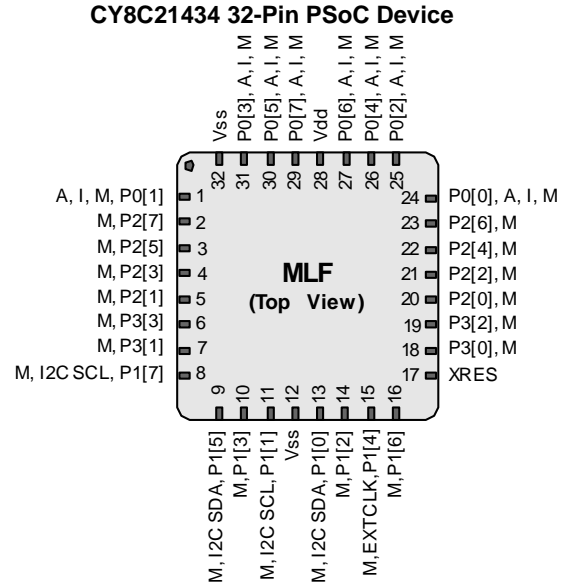 CY8C21434 32-Pin PSoC Device
Vss
P0[3], A, I, M
P0[5], A, I, M
P0[7], A, I, M
Vdd
P0[6], A, I, M
P0[4], A, I, M
P0[2], A, I, M
32
31
30
29
28
27
26
25
A, I, M, P0[1] 1
M, P2[7] 2
M, P2[5] 3
M, P2[3] 4
M, P2[1] 5
M, P3[3] 6
M, P3[1] 7
M, I2C SCL, P1[7] 8
MLF
(Top View)
24 P0[0], A, I, M
23 P2[6], M
22 P2[4], M
21 P2[2], M
20 P2[0], M
19 P3[2], M
18 P3[0], M
17 XRES
9
10
11
12
13
14
15
16
M, I2C SDA, P1[5]
M, P1[3]
M, I2C SCL, P1[1]
Vss
M, I2C SDA, P1[0]
M, P1[2]
M, EXTCLK, P1[4]
M, P1[6]